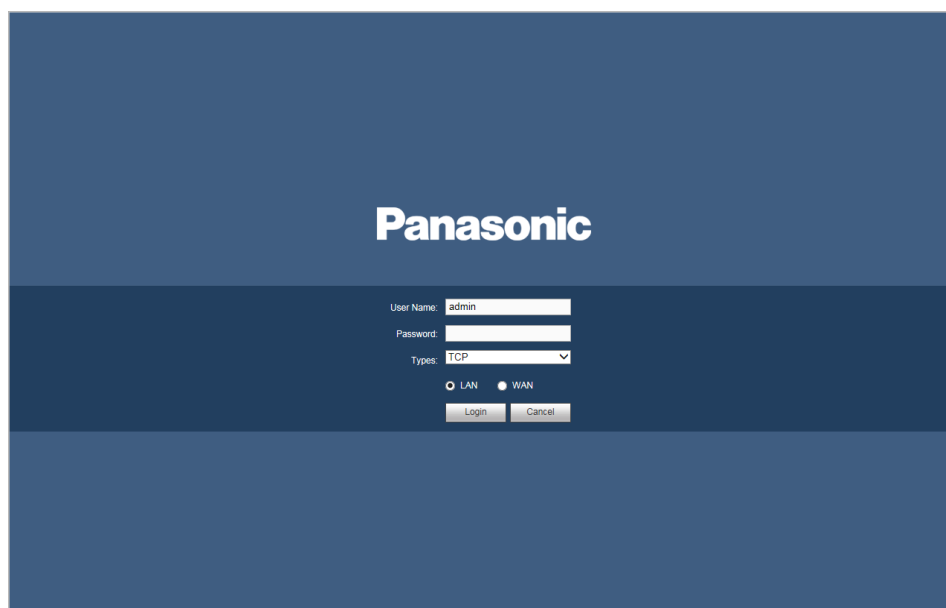 Panasonic
User Name: admin
Password:
Types: TCP
LAN WAN
Login Cancel